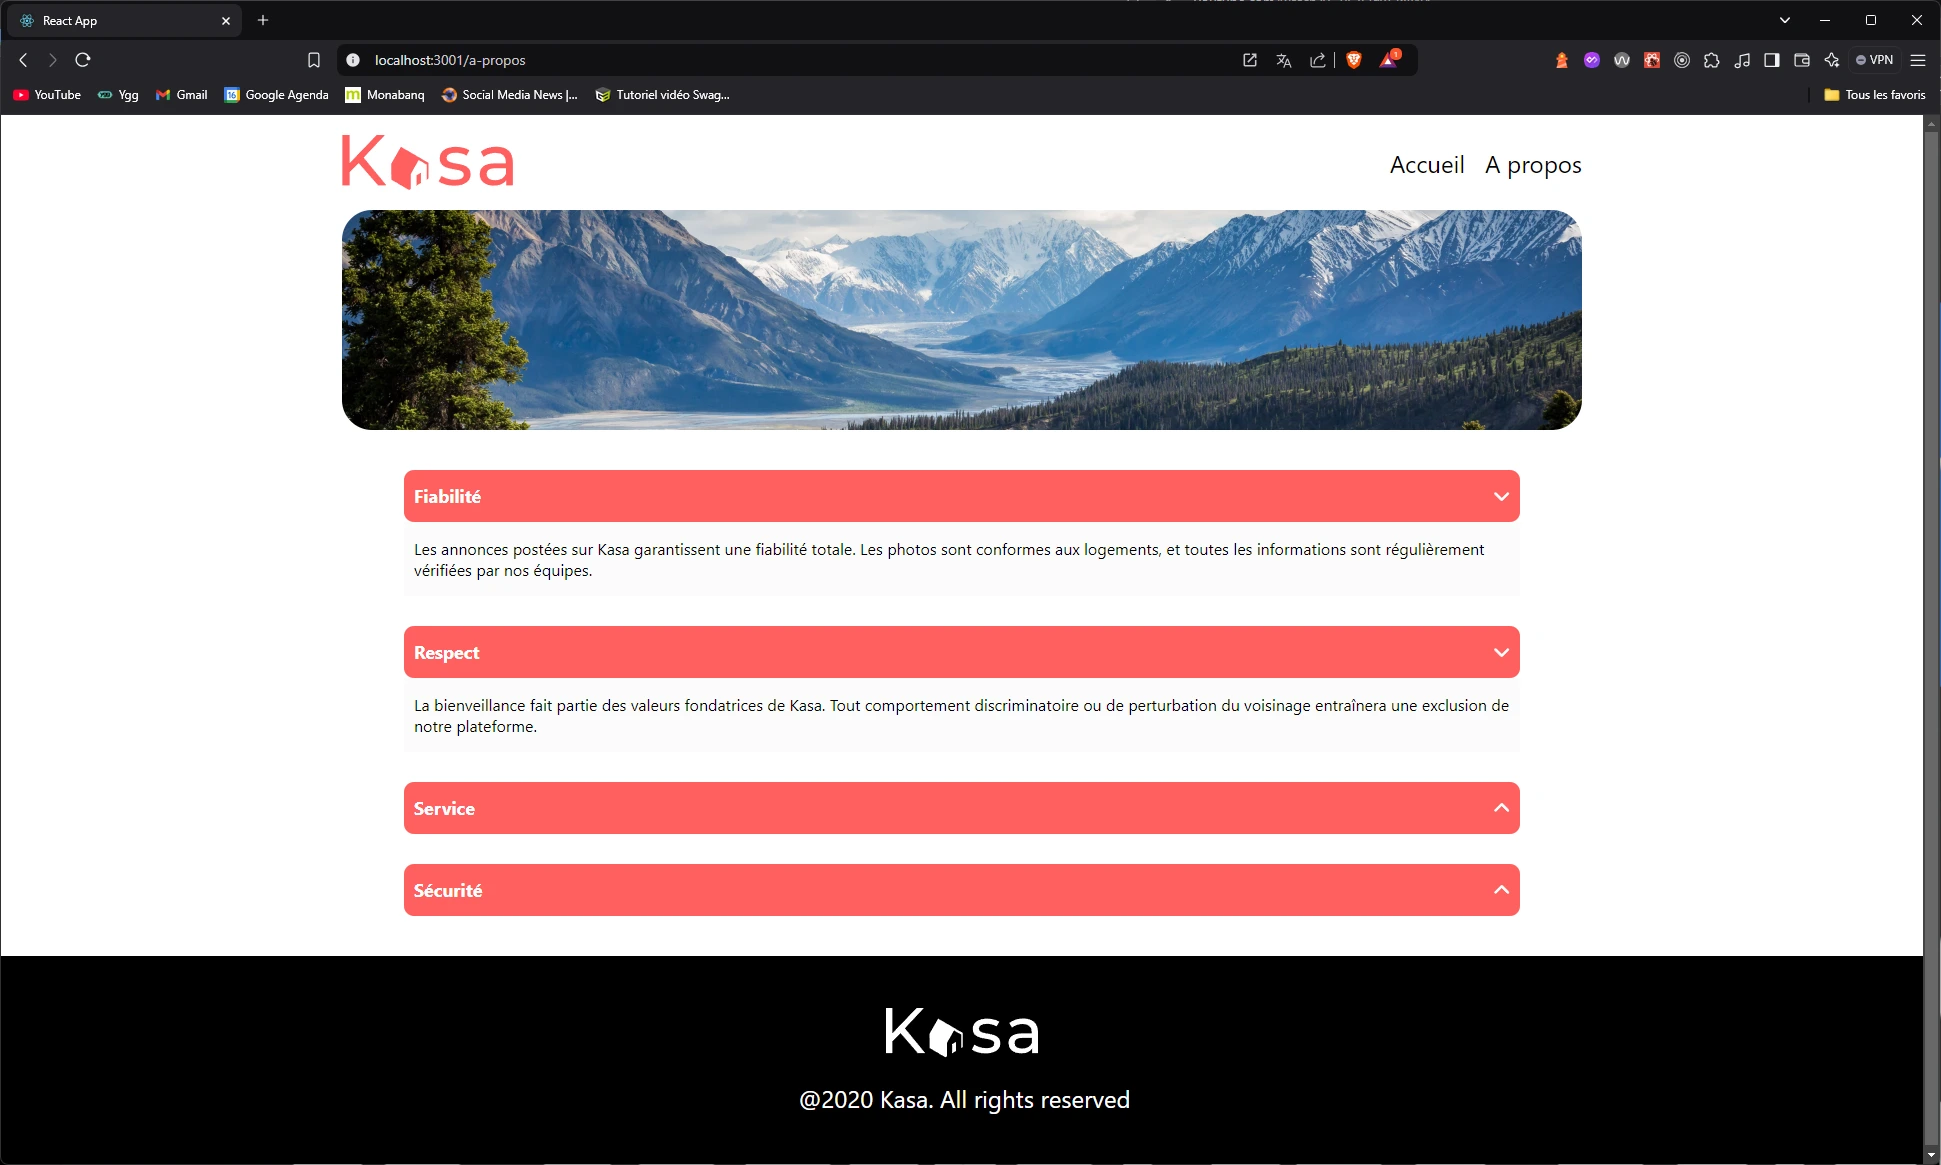 React App
localhost:3001/a-propos
1
VPN
YouTube
Ygg
Gmail
16
Google Agenda
m
Monabanq
Social Media News |...
Tutoriel vidéo Swag...
Tous les favoris
Kasa
Accueil
A propos
Fiabilité
Les annonces postées sur Kasa garantissent une fiabilité totale. Les photos sont conformes aux logements, et toutes les informations sont régulièrement
vérifiées par nos équipes.
Respect
La bienveillance fait partie des valeurs fondatrices de Kasa. Tout comportement discriminatoire ou de perturbation du voisinage entraînera une exclusion de
notre plateforme.
Service
Sécurité
Kasa
@2020 Kasa. All rights reserved